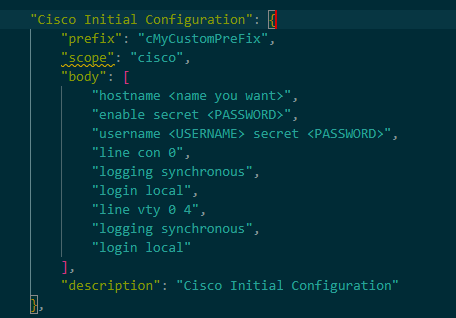 "Cisco Initial Configuration": {
"prefix": "cMyCustomPreFix",
"scope": "cisco",
"body": [
"hostname <name you want>",
"enable secret <PASSWORD>",
"username <USERNAME> secret <PASSWORD>",
"line con 0",
"logging synchronous",
"login local",
"line vty 0 4",
"logging synchronous",
"login local"
],
"description": "Cisco Initial Configuration"
},